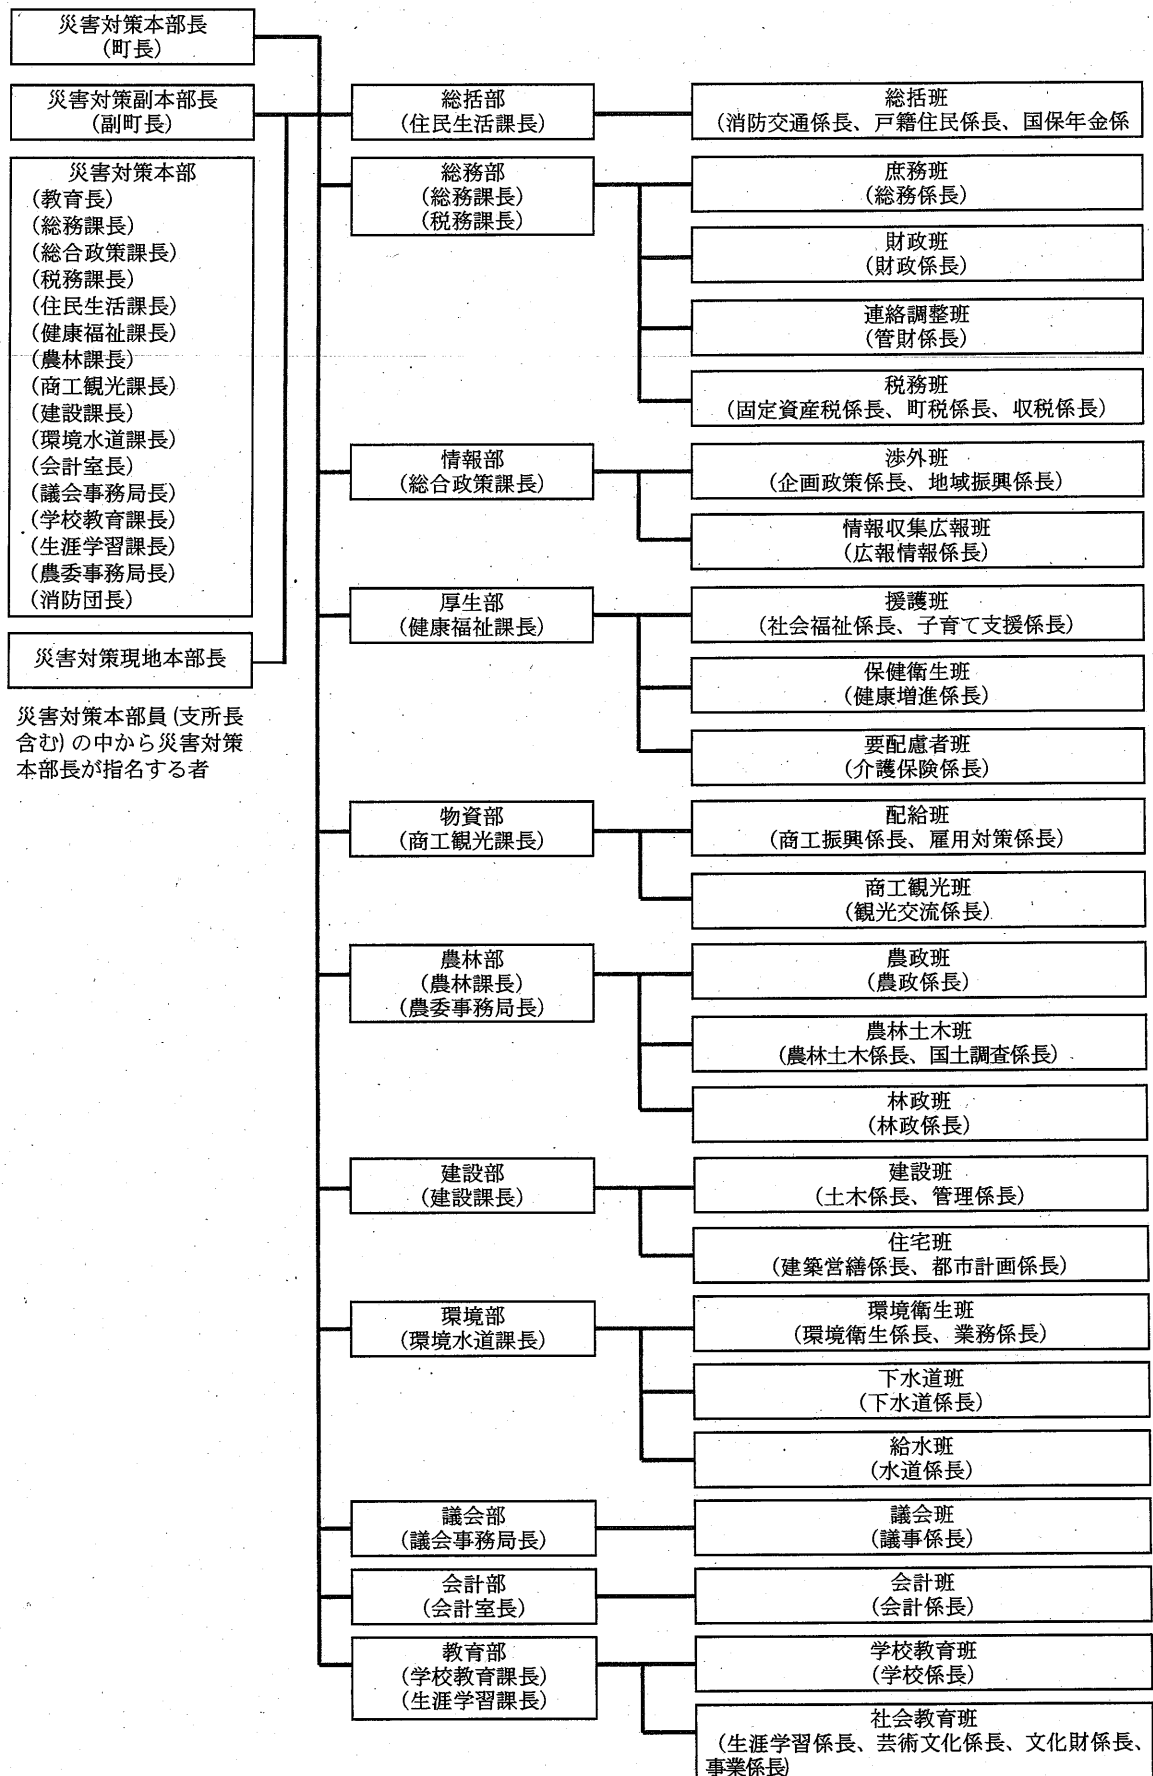 災害対策本部長
(町長)
災害対策副本部長
(副町長)
災害対策本部
(教育長)
(総務課長)
(総合政策課長)
(税務課長)
(住民生活課長)
(健康福祉課長)
(農林課長)
(商工観光課長)
(建設課長)
(環境水道課長)
(会計室長)
(議会事務局長)
(学校教育課長)
(生涯学習課長)
(農委事務局長)
(消防団長)
災害対策現地本部長
災害対策本部員(支所長
含む)の中から災害対策
本部長が指名する者
総括部
(住民生活課長)
総括班
(消防交通係長、戸籍住民係長、国保年金係
総務部
(総務課長)
(税務課長)
庶務班
(総務係長)
財政班
(財政係長)
連絡調整班
(管財係長)
税務班
(固定資産税係長、町税係長、収税係長)
情報部
(総合政策課長)
渉外班
(企画政策係長、地域振興係長)
情報収集広報班
(広報情報係長)
厚生部
(健康福祉課長)
援護班
(社会福祉係長、子育て支援係長)
保健衛生班
(健康増進係長)
要配慮者班
(介護保険係長)
物資部
(商工観光課長)
配給班
(商工振興係長、雇用対策係長)
商工観光班
(観光交流係長)
農林部
(農林課長)
(農委事務局長)
農政班
(農政係長)
農林土木班
(農林土木係長、国土調査係長)
林政班
(林政係長)
建設部
(建設課長)
建設班
(土木係長、管理係長)
住宅班
(建築営繕係長、都市計画係長)
環境部
(環境水道課長)
環境衛生班
(環境衛生係長、業務係長)
下水道班
(下水道係長)
給水班
(水道係長)
議会部
(議会事務局長)
議会班
(議事係長)
会計部
(会計室長)
会計班
(会計係長)
教育部
(学校教育課長)
(生涯学習課長)
学校教育班
(学校係長)
社会教育班
(生涯学習係長、芸術文化係長、文化財係長、
事業係長)